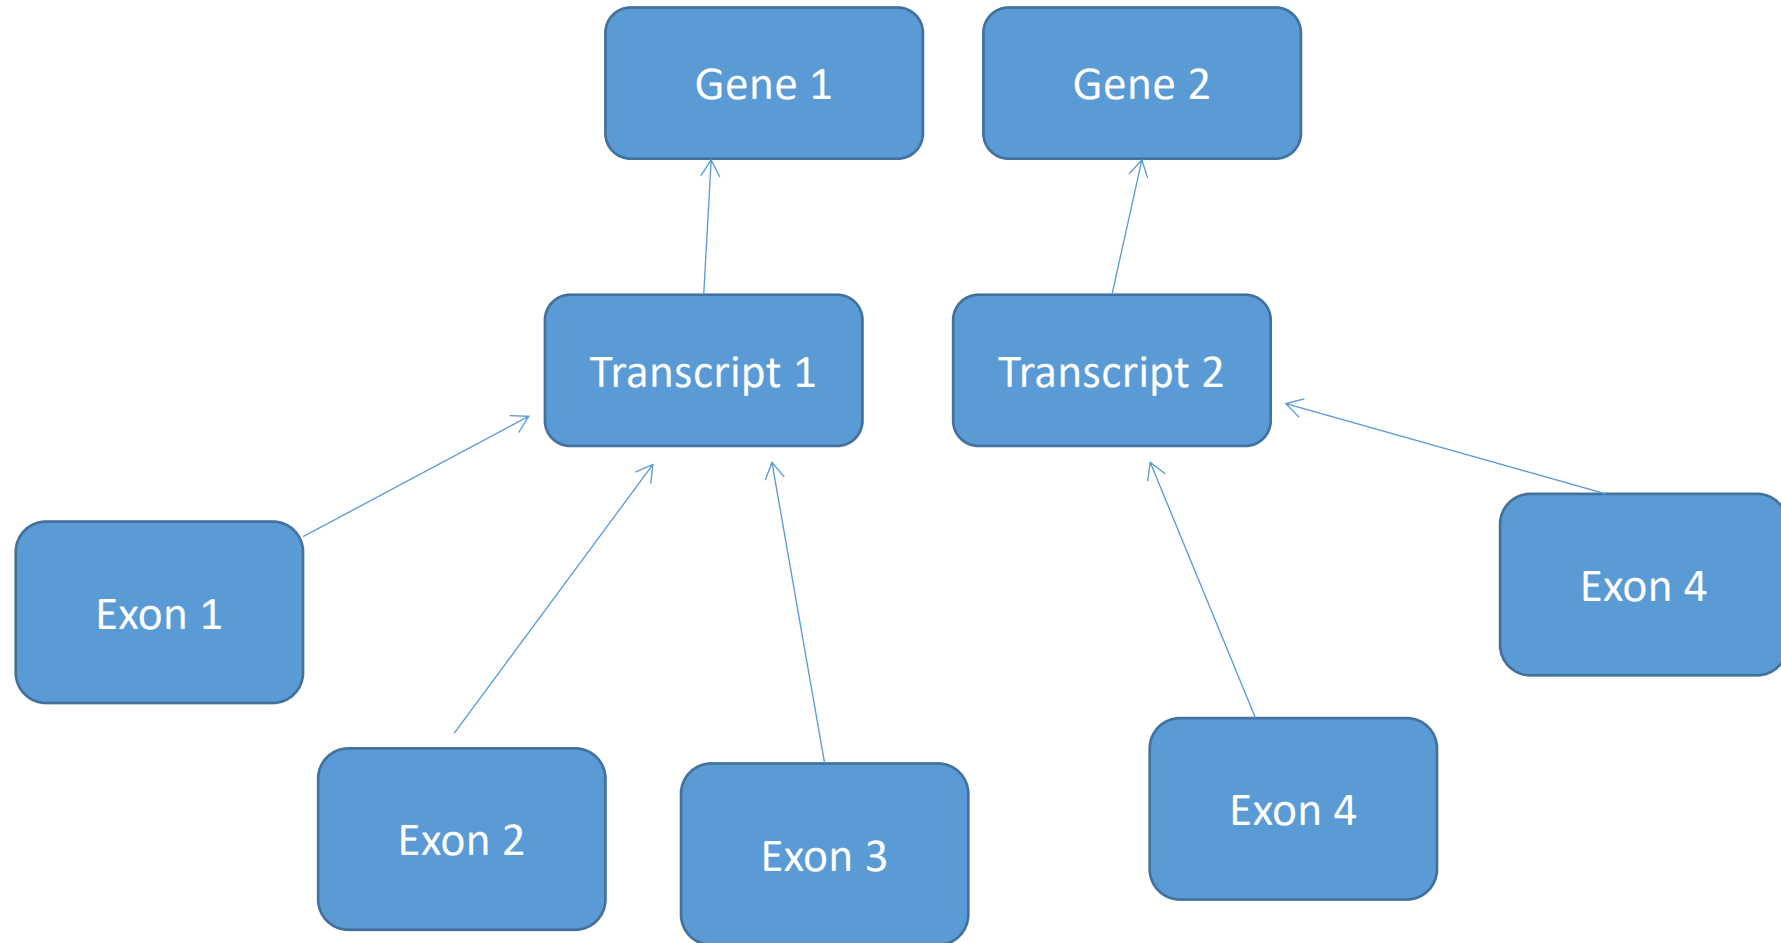 Gene 1
Gene 2
Transcript 1
Transcript 2
Exon 1
Exon 4
Exon 2
Exon 3
Exon 4